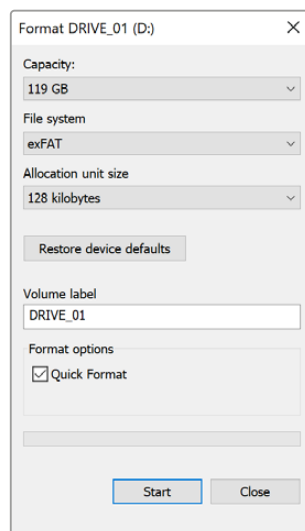 Format DRIVE_01 (D:)
Capacity:
119 GB
File system
exFAT
Allocation unit size
128 kilobytes
Restore device defaults
Volume label
DRIVE_01
Format options
Quick Format
Start Close